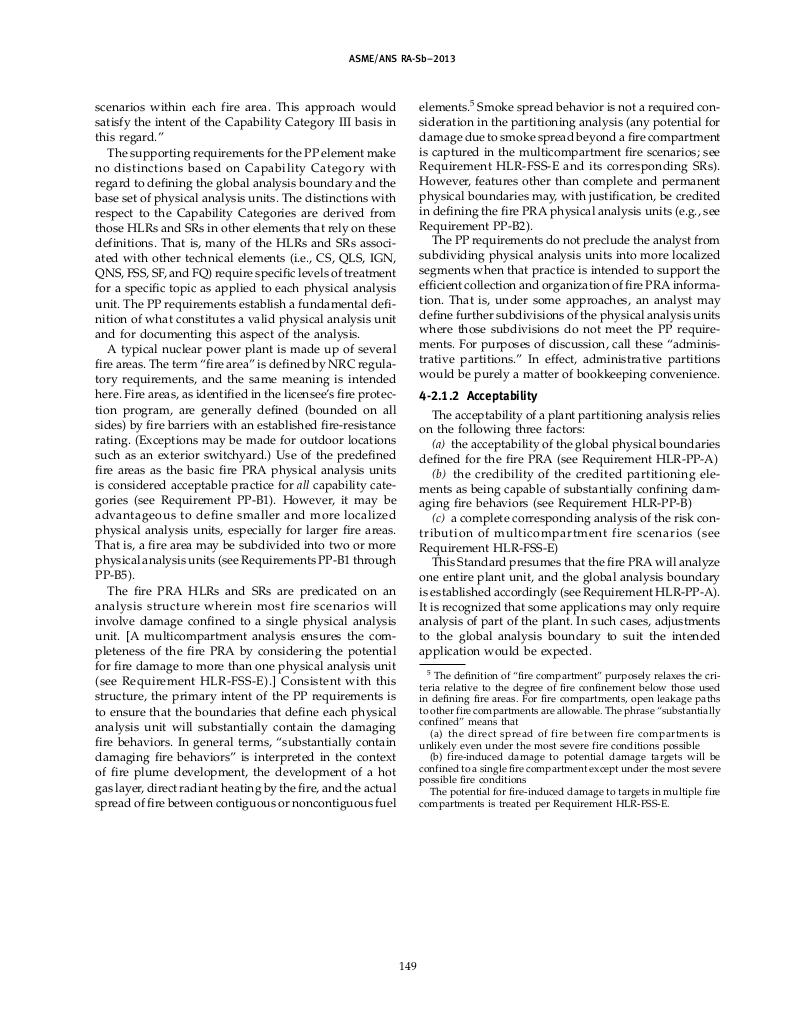 ASME/ANS RA-Sb–2013
scenarios within each fire area. This approach would
satisfy the intent of the Capability Category III basis in
this regard.”
The supporting requirements for the PP element make
no distinctions based on Capability Category with
regard to defining the global analysis boundary and the
base set of physical analysis units. The distinctions with
respect to the Capability Categories are derived from
those HLRs and SRs in other elements that rely on these
definitions. That is, many of the HLRs and SRs associ-
ated with other technical elements (i.e., CS, QLS, IGN,
QNS, FSS, SF, and FQ) require specific levels of treatment
for a specific topic as applied to each physical analysis
unit. The PP requirements establish a fundamental defi-
nition of what constitutes a valid physical analysis unit
and for documenting this aspect of the analysis.
A typical nuclear power plant is made up of several
fire areas. The term “fire area” is defined by NRC regula-
tory requirements, and the same meaning is intended
here. Fire areas, as identified in the licensee’s fire protec-
tion program, are generally defined (bounded on all
sides) by fire barriers with an established fire-resistance
rating. (Exceptions may be made for outdoor locations
such as an exterior switchyard.) Use of the predefined
fire areas as the basic fire PRA physical analysis units
is considered acceptable practice for all capability cate-
gories (see Requirement PP-B1). However, it may be
advantageous to define smaller and more localized
physical analysis units, especially for larger fire areas.
That is, a fire area may be subdivided into two or more
physical analysis units (see Requirements PP-B1 through
PP-B5).
The fire PRA HLRs and SRs are predicated on an
analysis structure wherein most fire scenarios will
involve damage confined to a single physical analysis
unit. [A multicompartment analysis ensures the com-
pleteness of the fire PRA by considering the potential
for fire damage to more than one physical analysis unit
(see Requirement HLR-FSS-E).] Consistent with this
structure, the primary intent of the PP requirements is
to ensure that the boundaries that define each physical
analysis unit will substantially contain the damaging
fire behaviors. In general terms, “substantially contain
damaging fire behaviors” is interpreted in the context
of fire plume development, the development of a hot
gas layer, direct radiant heating by the fire, and the actual
spread of fire between contiguous or noncontiguous fuel
elements.5 Smoke spread behavior is not a required con-
sideration in the partitioning analysis (any potential for
damage due to smoke spread beyond a fire compartment
is captured in the multicompartment fire scenarios; see
Requirement HLR-FSS-E and its corresponding SRs).
However, features other than complete and permanent
physical boundaries may, with justification, be credited
in defining the fire PRA physical analysis units (e.g., see
Requirement PP-B2).
The PP requirements do not preclude the analyst from
subdividing physical analysis units into more localized
segments when that practice is intended to support the
efficient collection and organization of fire PRA informa-
tion. That is, under some approaches, an analyst may
define further subdivisions of the physical analysis units
where those subdivisions do not meet the PP require-
ments. For purposes of discussion, call these “adminis-
trative partitions.” In effect, administrative partitions
would be purely a matter of bookkeeping convenience.
4-2.1.2 Acceptability
The acceptability of a plant partitioning analysis relies
on the following three factors:
(a) the acceptability of the global physical boundaries
defined for the fire PRA (see Requirement HLR-PP-A)
(b) the credibility of the credited partitioning ele-
ments as being capable of substantially confining dam-
aging fire behaviors (see Requirement HLR-PP-B)
(c) a complete corresponding analysis of the risk con-
tribution of multicompartment fire scenarios (see
Requirement HLR-FSS-E)
This Standard presumes that the fire PRA will analyze
one entire plant unit, and the global analysis boundary
is established accordingly (see Requirement HLR-PP-A).
It is recognized that some applications may only require
analysis of part of the plant. In such cases, adjustments
to the global analysis boundary to suit the intended
application would be expected.
5 The definition of “fire compartment” purposely relaxes the cri-
teria relative to the degree of fire confinement below those used
in defining fire areas. For fire compartments, open leakage paths
to other fire compartments are allowable. The phrase “substantially
confined” means that
(a) the direct spread of fire between fire compartments is
unlikely even under the most severe fire conditions possible
(b) fire-induced damage to potential damage targets will be
confined to a single fire compartment except under the most severe
possible fire conditions
The potential for fire-induced damage to targets in multiple fire
compartments is treated per Requirement HLR-FSS-E.
149